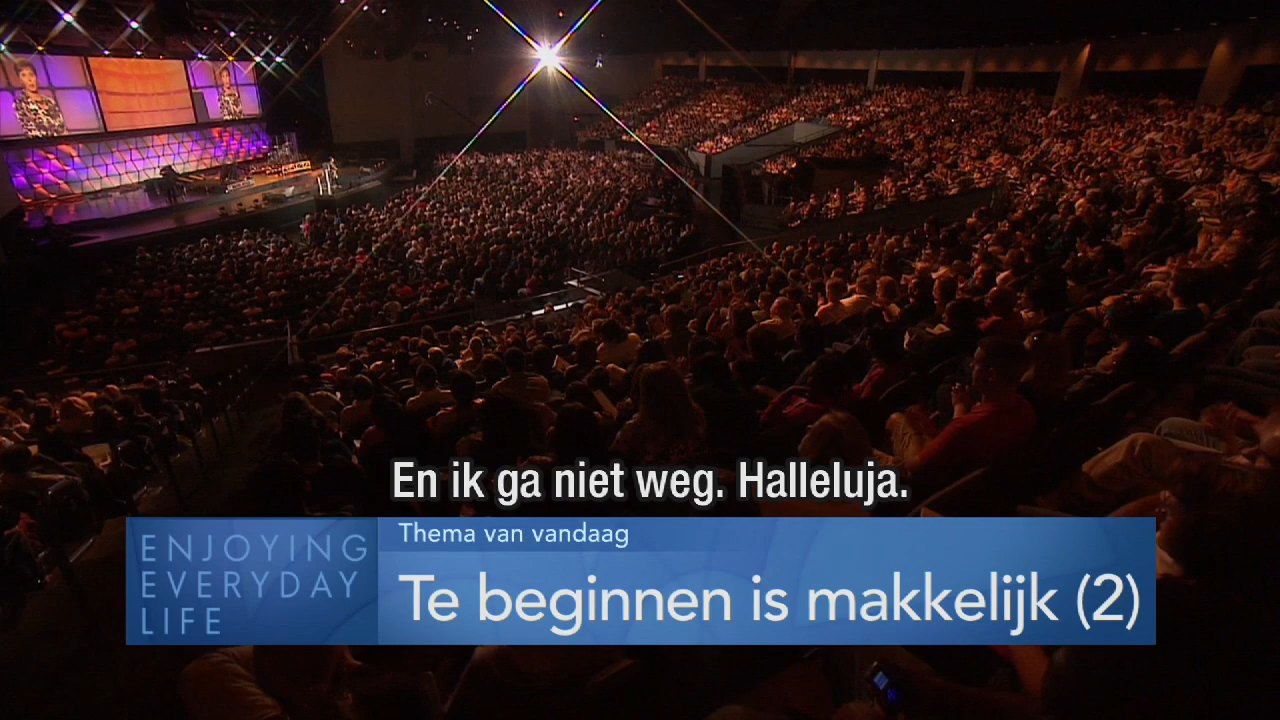 En ik ga niet weg. Halleluja.
Thema van vandaag
ENJOYING
EVERYDAY
LIFE
Te beginnen is makkelijk (2)